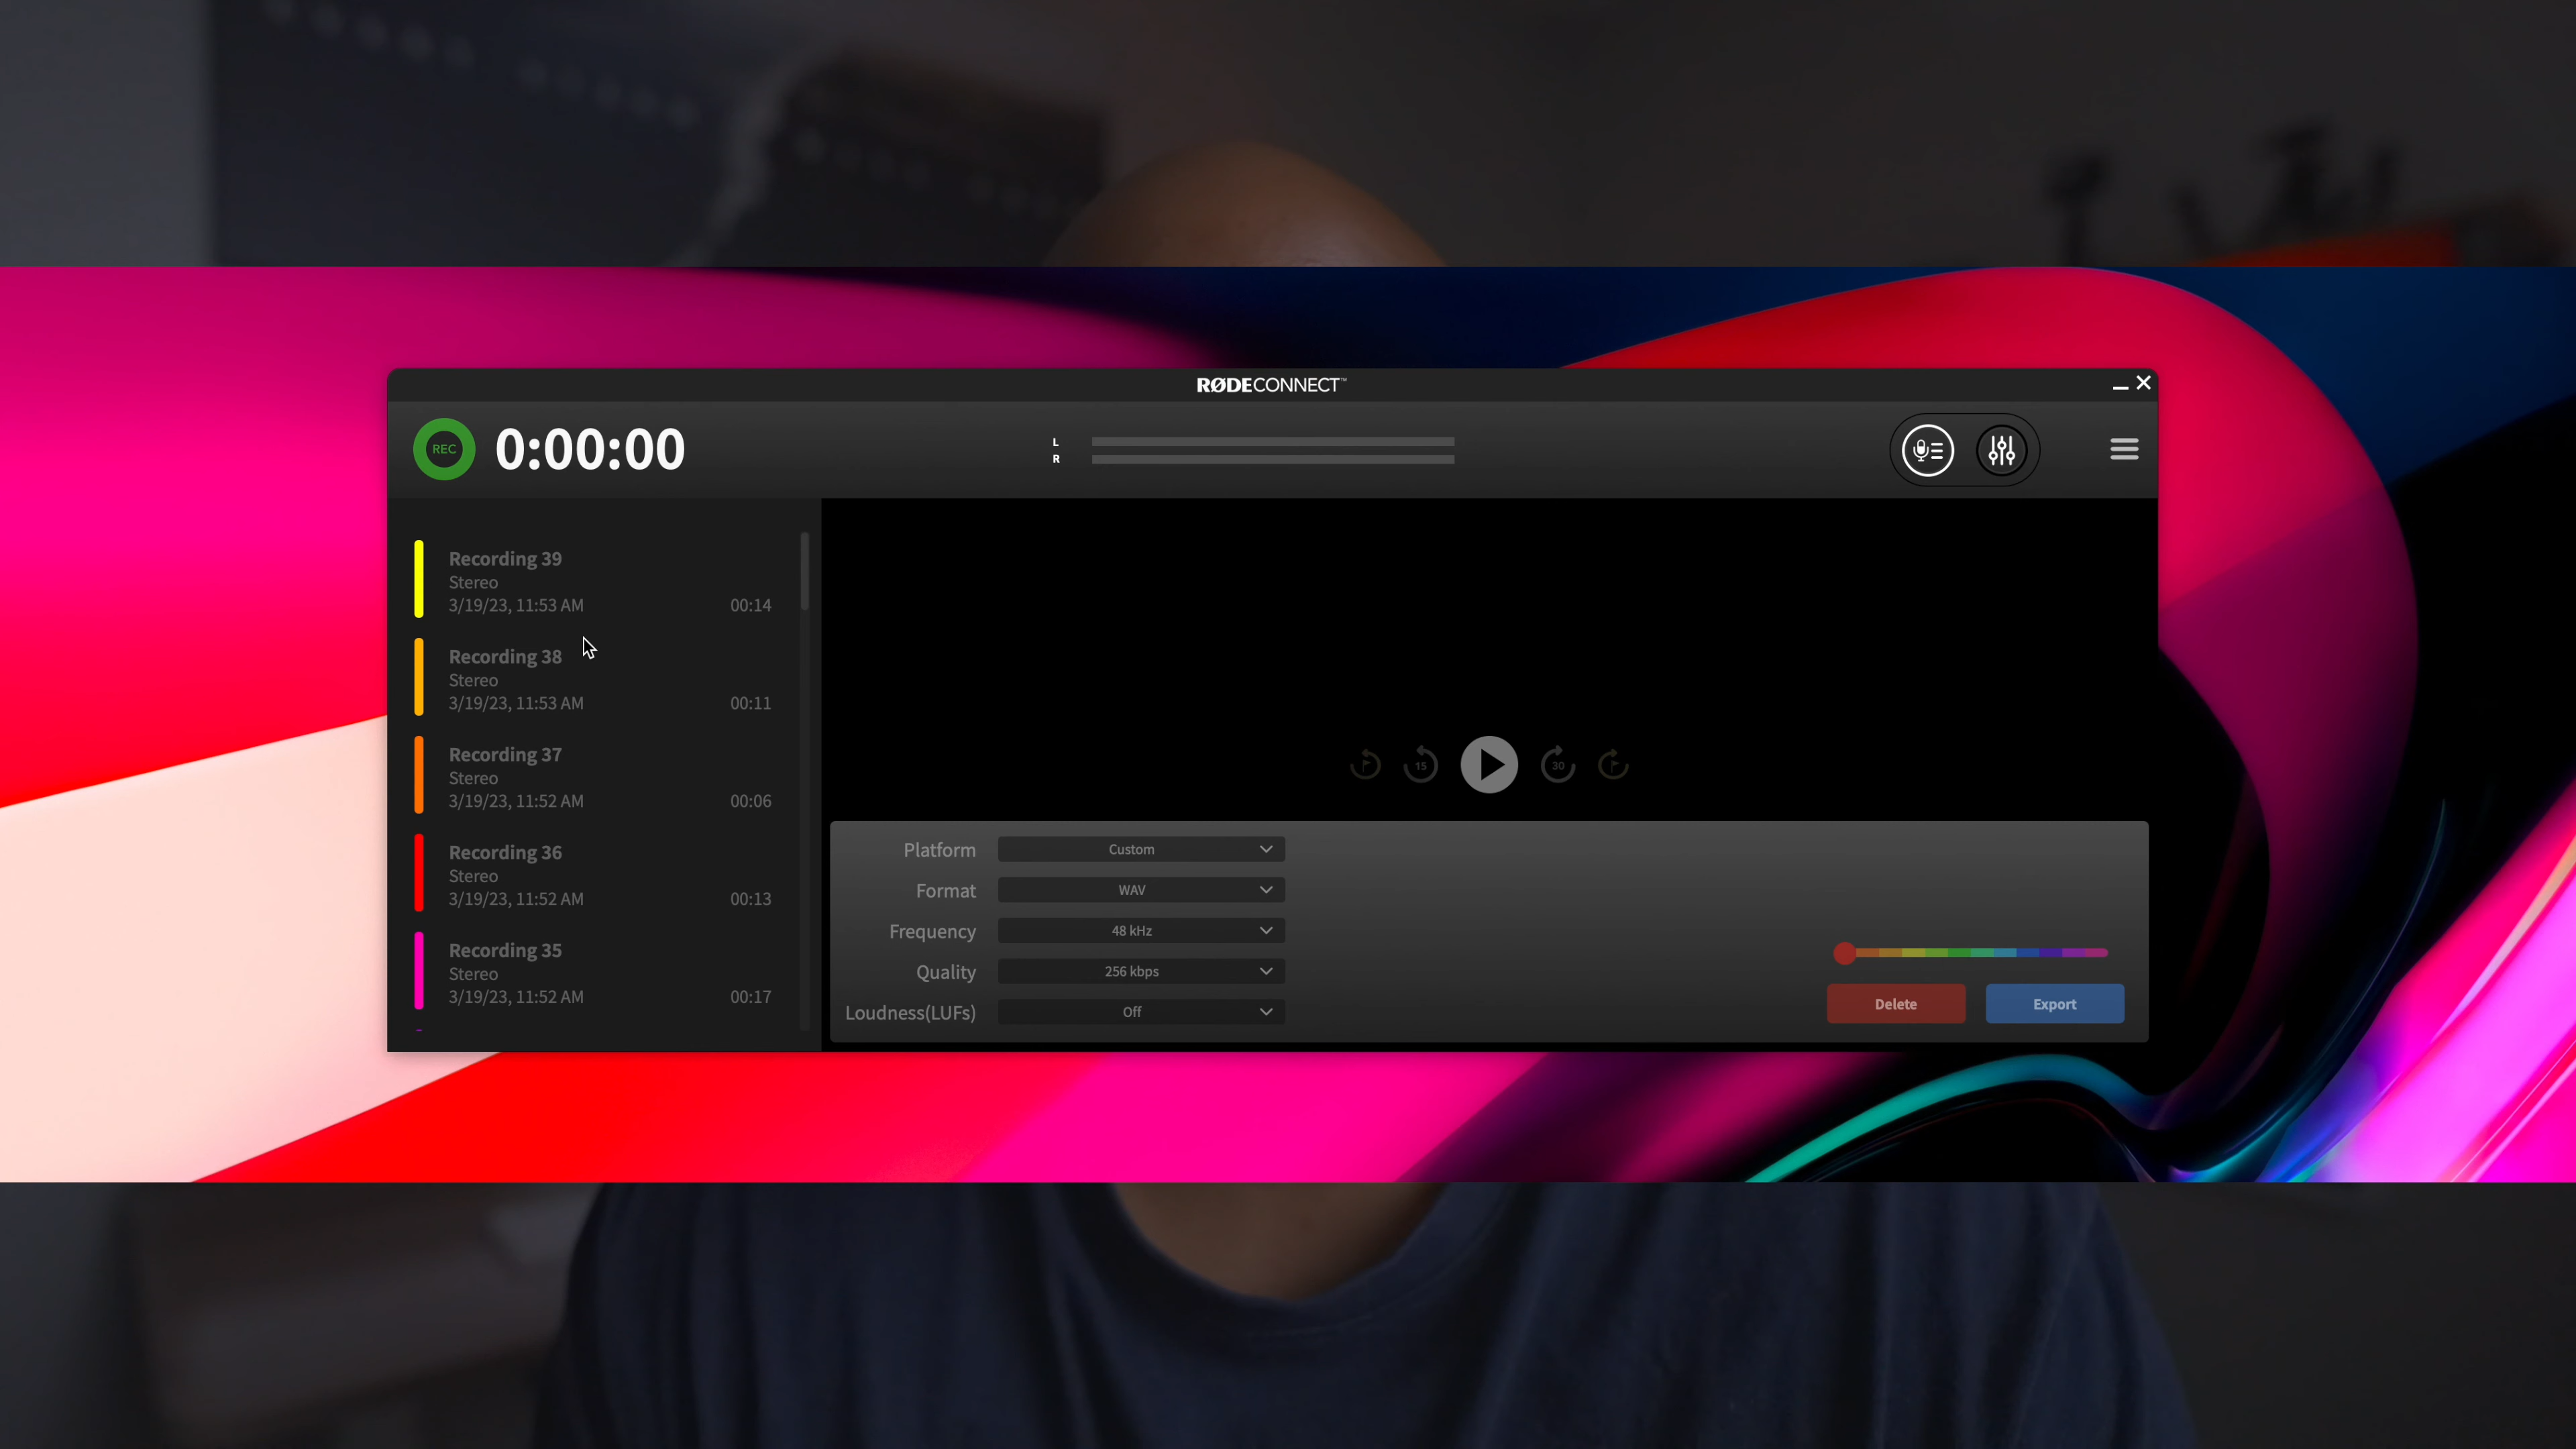 RØDECONNECT™
REC
0:00:00
L
R
Recording 39
Stereo
3/19/23, 11:53 AM 00:14
Recording 38
Stereo
3/19/23, 11:53 AM 00:11
Recording 37
Stereo
3/19/23, 11:52 AM 00:06
Recording 36
Stereo
3/19/23, 11:52 AM 00:13
Recording 35
Stereo
3/19/23, 11:52 AM 00:17
15
30
Platform Custom
Format WAV
Frequency 48 kHz
Quality 256 kbps
Loudness(LUFs) Off
Delete
Export